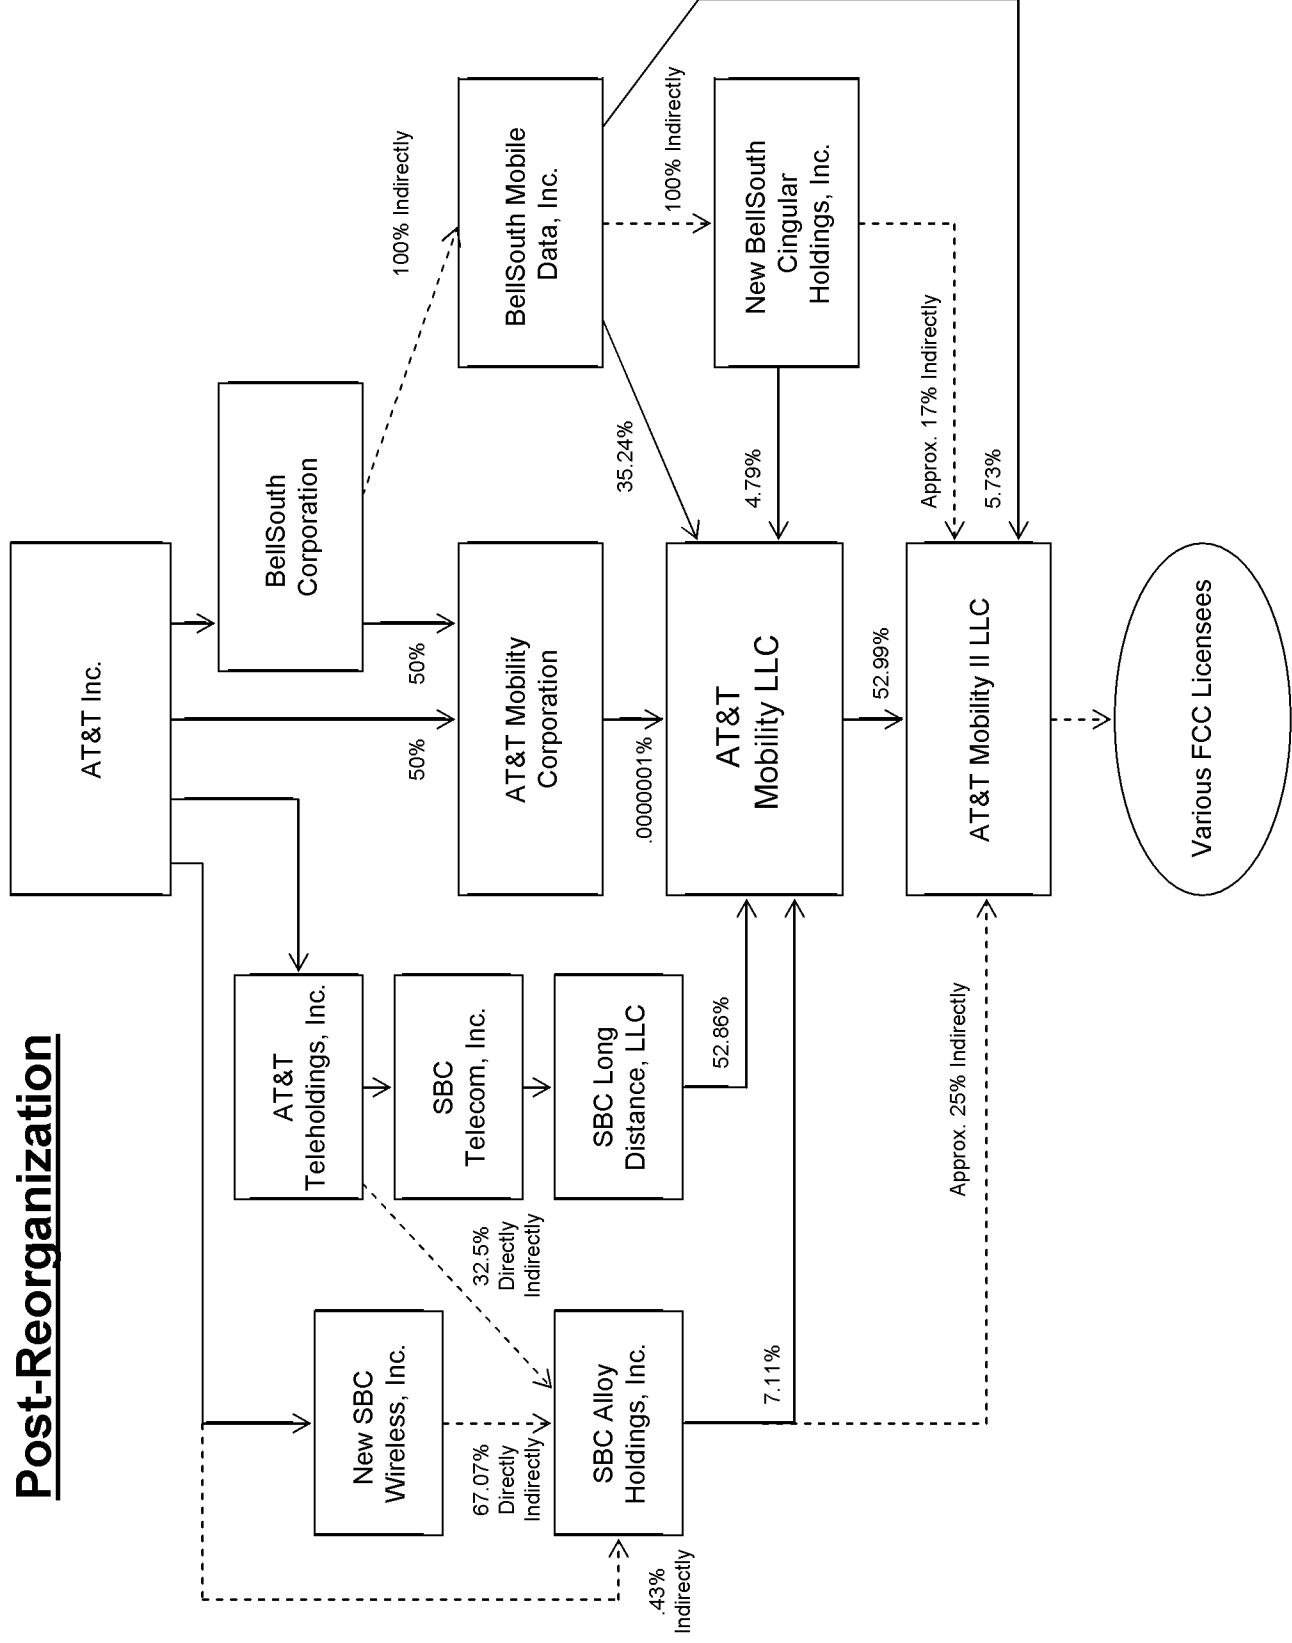 Post-Reorganization
AT&T Inc.
BellSouth
Corporation
AT&T
Teleholdings, Inc.
New SBC
Wireless, Inc.
SBC
Telecom, Inc.
100% Indirectly
50%
50%
67.07%
Directly
Indirectly
32.5%
Directly
Indirectly
AT&T Mobility
Corporation
BellSouth Mobile
Data, Inc.
.43%
Indirectly
SBC Alloy
Holdings, Inc.
SBC Long
Distance, LLC
.0000001%
35.24%
100% Indirectly
52.86%
7.11%
AT&T
Mobility LLC
4.79%
New BellSouth
Cingular
Holdings, Inc.
52.99%
Approx. 17% Indirectly
Approx. 25% Indirectly
AT&T Mobility II LLC
5.73%
Various FCC Licensees